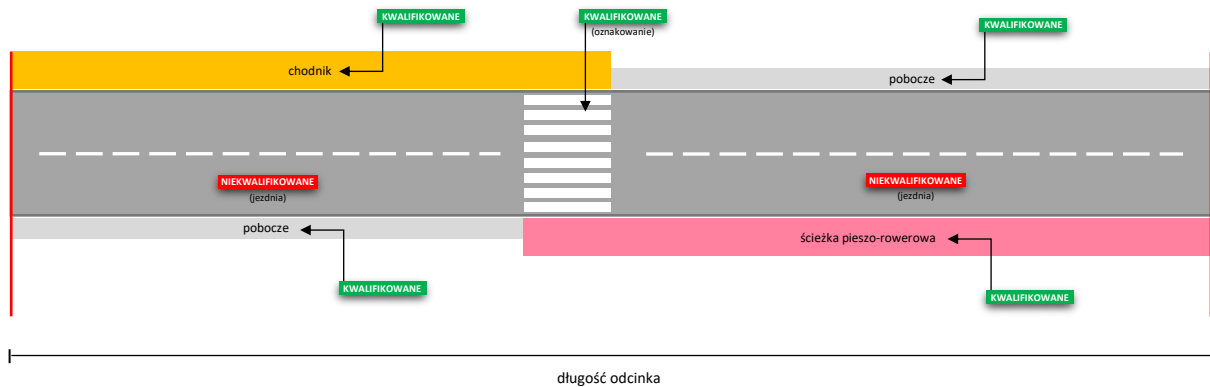 KWALIFIKOWANE
KWALIFIKOWANE
(oznakowanie)
KWALIFIKOWANE
chodnik
pobocze
NIEKWALIFIKOWANE
(jezdnia)
NIEKWALIFIKOWANE
(jezdnia)
pobocze
ścieżka pieszo-rowerowa
KWALIFIKOWANE
KWALIFIKOWANE
długość odcinka